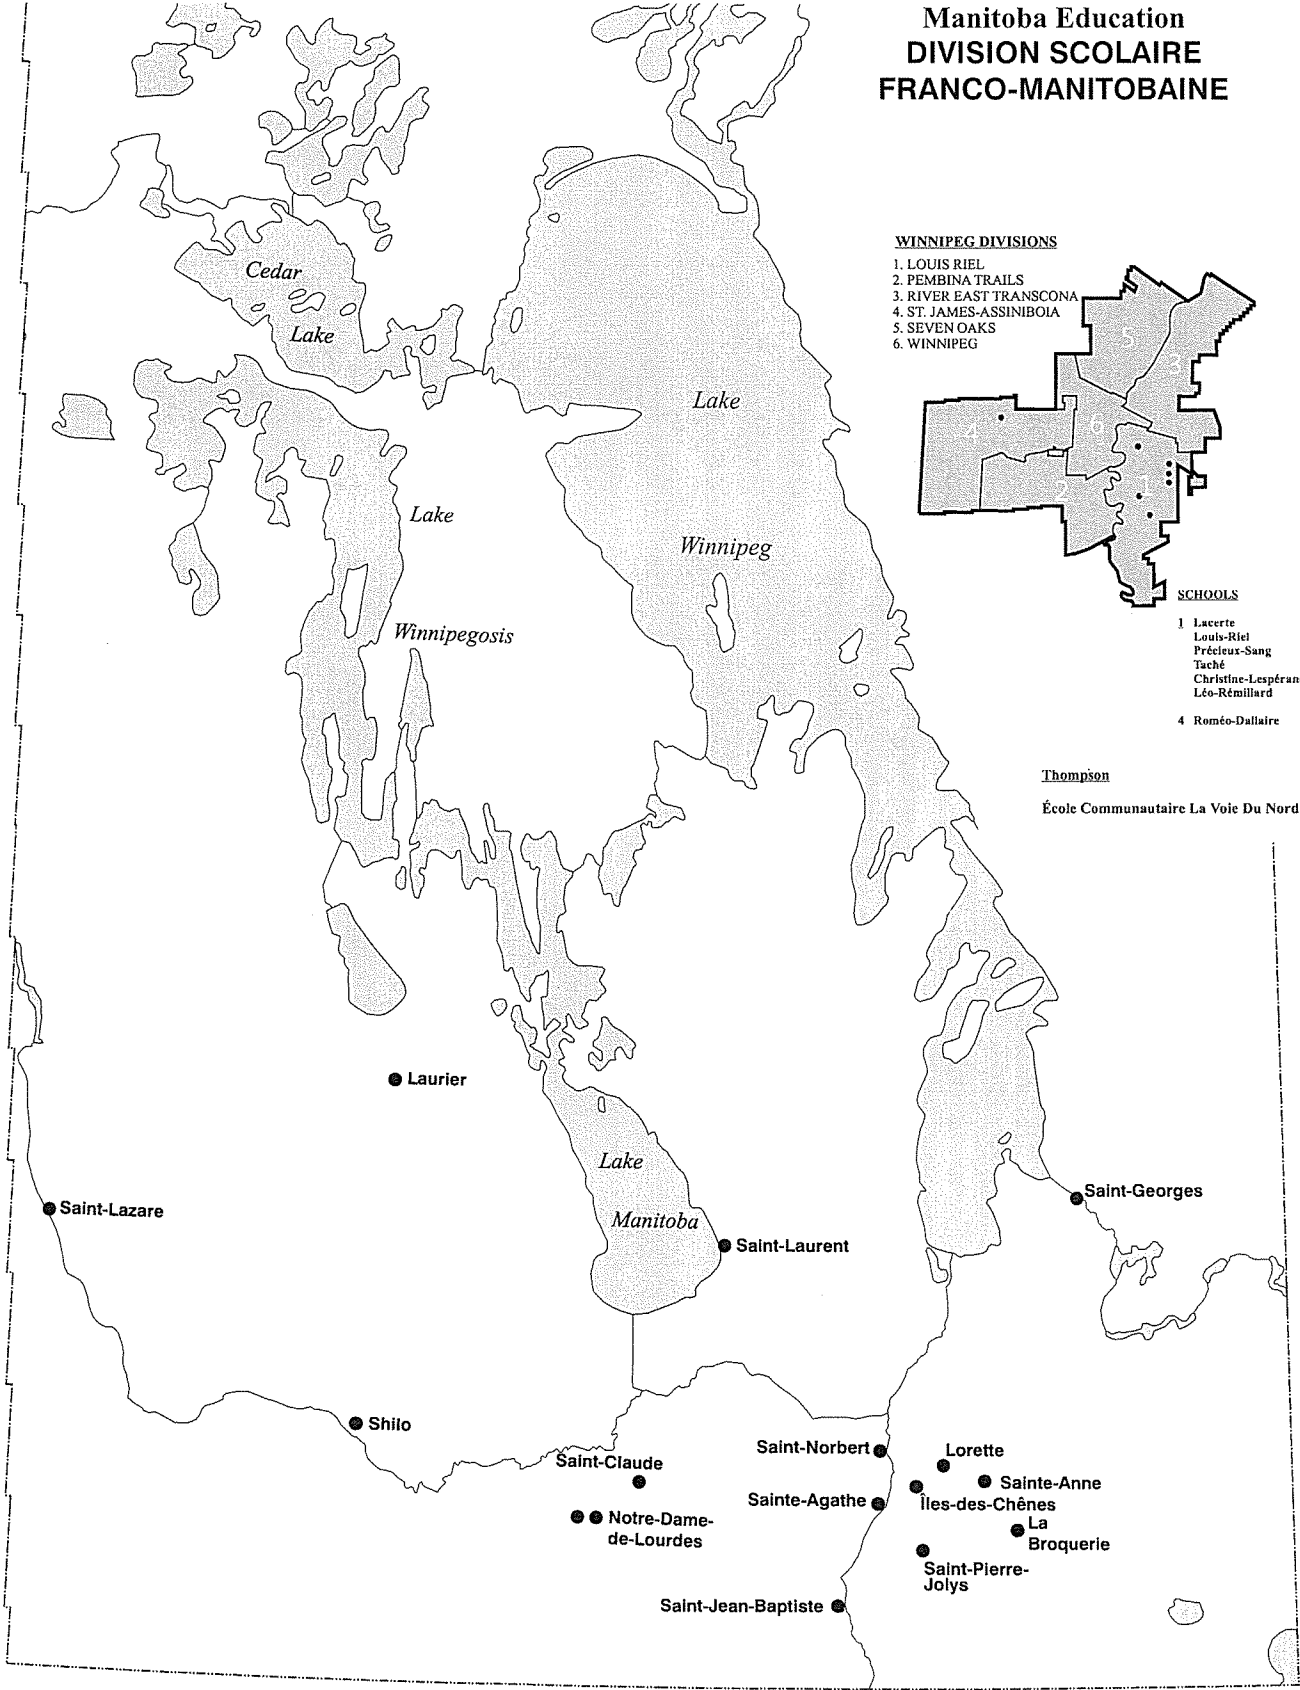 Manitoba Education
DIVISION SCOLAIRE
FRANCO-MANITOBAINE
WINNIPEG DIVISIONS
1. LOUIS RIEL
2. PEMBINA TRAILS
3. RIVER EAST TRANSCONA
4. ST. JAMES-ASSINIBOIA
5. SEVEN OAKS
6. WINNIPEG
5
3
4
6
2
1
SCHOOLS
1 Lacerte
Louis-Riel
Précieux-Sang
Taché
Christine-Lespéran
Léo-Rémillard
4 Roméo-Dallaire
Thompson
École Communautaire La Voie Du Nord
Cedar
Lake
Lake
Winnipeg
Lake
Winnipegosis
Laurier
Lake
Manitoba
Saint-Lazare
Saint-Laurent
Saint-Georges
Shilo
Saint-Claude
Notre-Dame-
de-Lourdes
Saint-Norbert
Lorette
Sainte-Anne
Sainte-Agathe
Îles-des-Chênes
La
Broquerie
Saint-Pierre-
Jolys
Saint-Jean-Baptiste